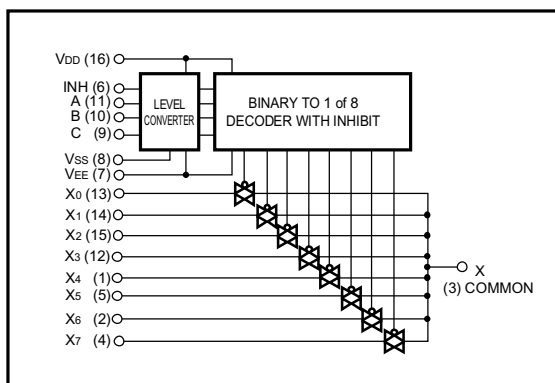 VDD (16)
INH (6)
A (11)
B (10)
C (9)
LEVEL
CONVERTER
BINARY TO 1 of 8
DECODER WITH INHIBIT
VSS (8)
VEE (7)
X0 (13)
X1 (14)
X2 (15)
X3 (12)
X4 (1)
X5 (5)
X6 (2)
X7 (4)
X
(3) COMMON